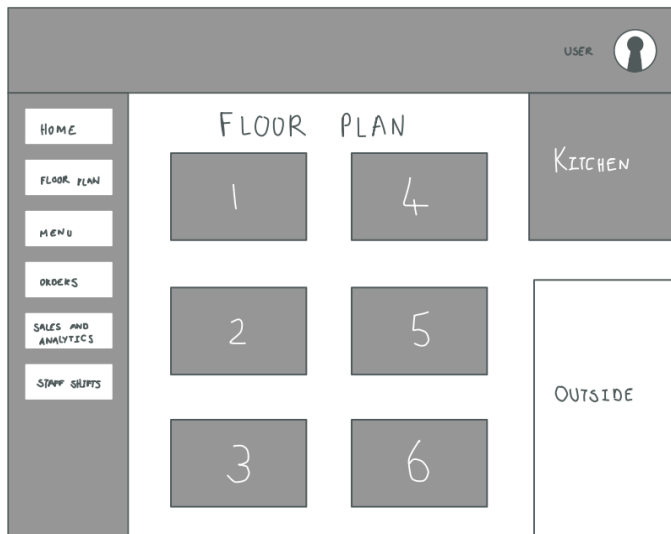 USER
HOME
FLOOR PLAN
MENU
ORDERS
SALES AND
ANALYTICS
STAFF SHIFTS
FLOOR PLAN
1
4
2
5
3
6
KITCHEN
OUTSIDE